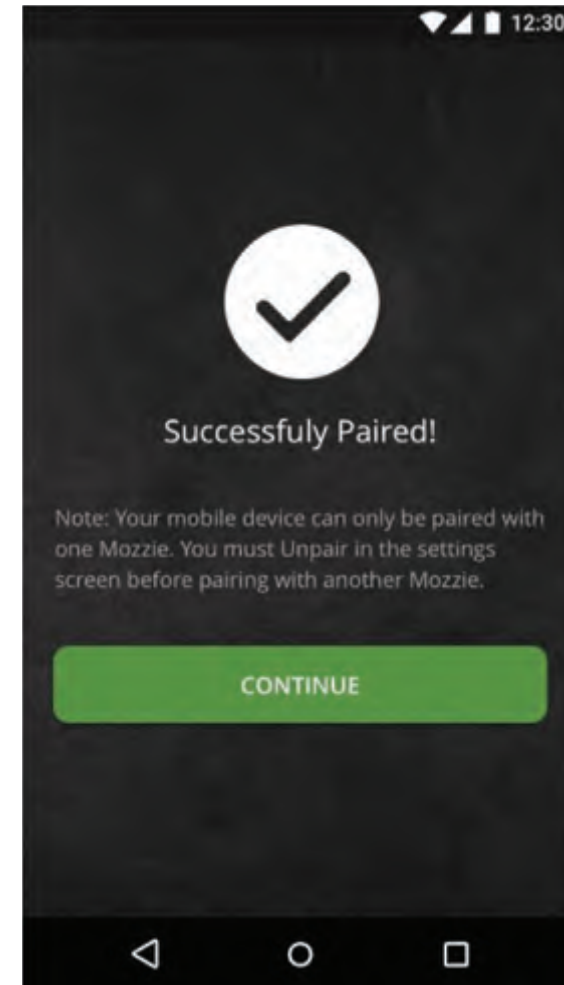 12:30
Successfuly Paired!
Note: Your mobile device can only be paired with
one Mozzie. You must Unpair in the settings
screen before pairing with another Mozzie.
CONTINUE